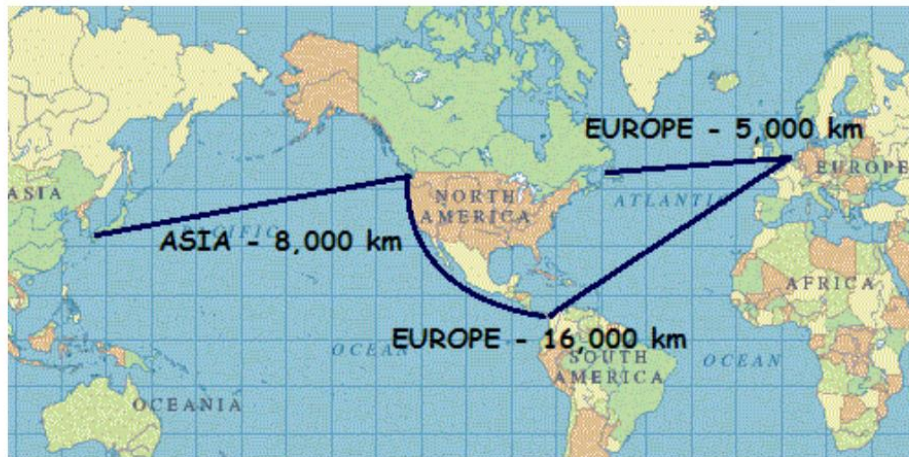 EUROPE - 5,000 km
EUROPE
ASIA
NORTH
AMERICA
ATLANTIC
PACIFIC
ASIA - 8,000 km
AFRICA
EUROPE - 16,000 km
OCEAN
OCEAN
SOUTH
AMERICA
OCEANIA